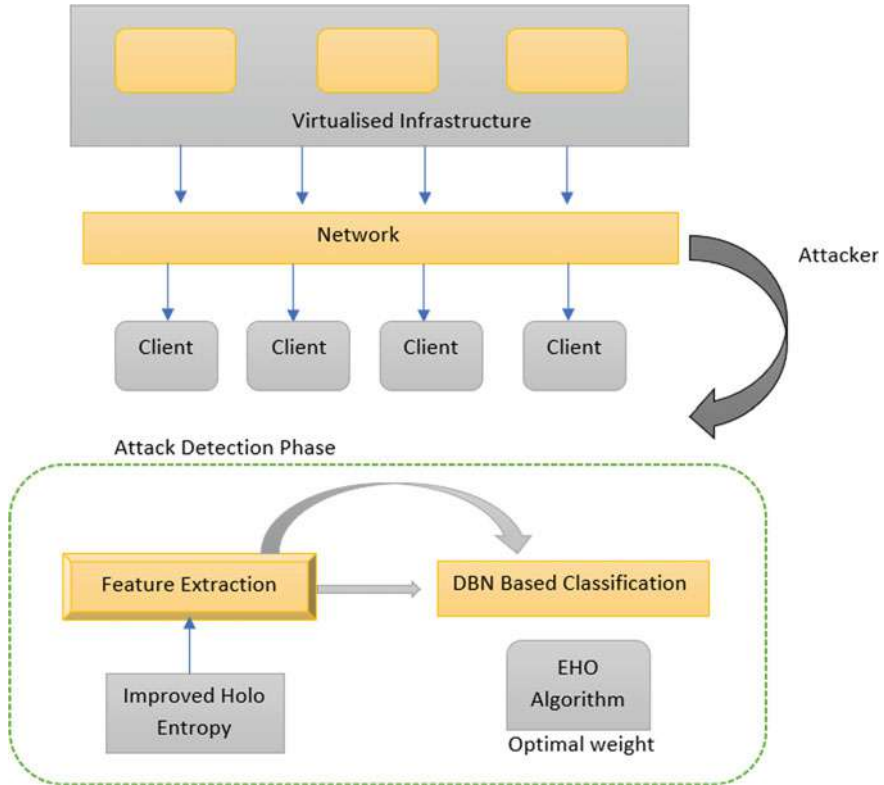 Virtualised Infrastructure
Network
Attacker
Client
Client
Client
Client
Attack Detection Phase
Feature Extraction
DBN Based Classification
Improved Holo
Entropy
EHO
Algorithm
Optimal weight